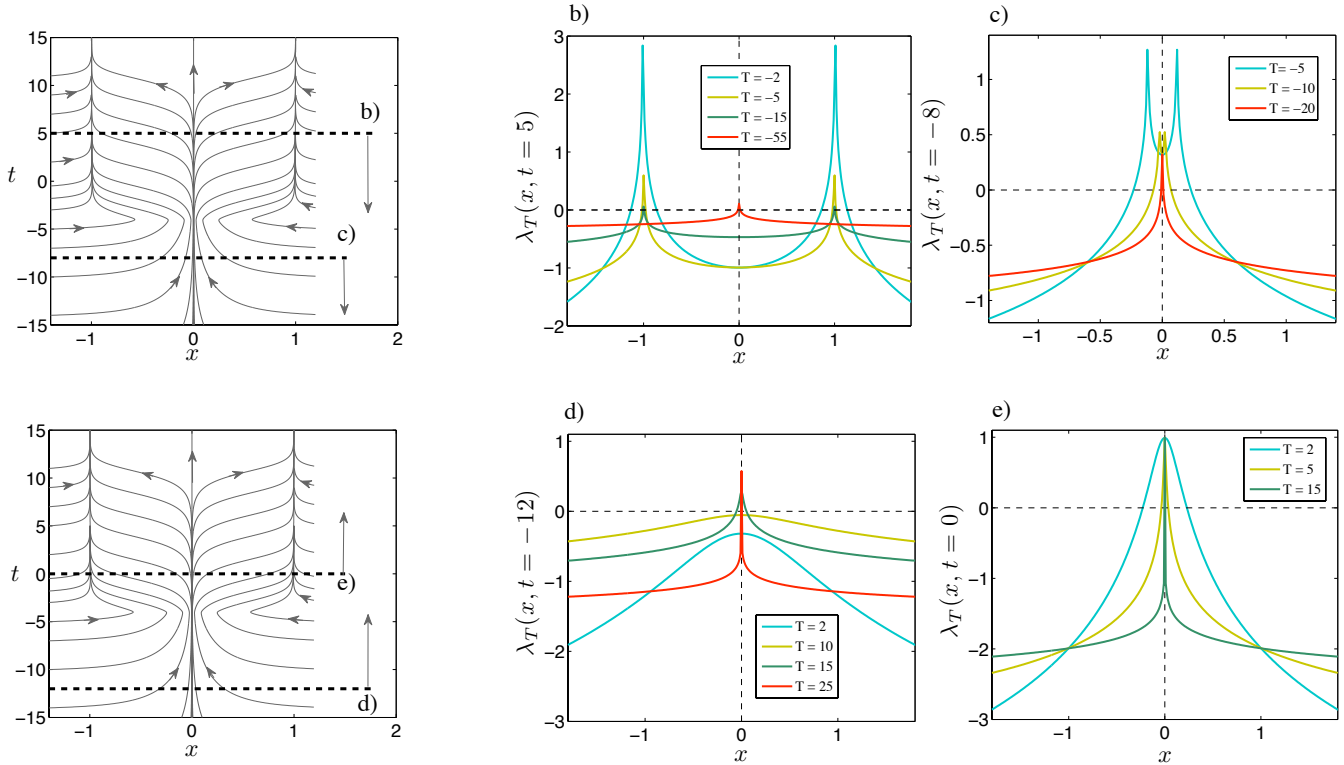 b)
15
10
5
0
−5
−10
−15
t
−1
0
1
2
x
b)
c)
3
2
1
0
−1
−2
λ_T(x, t = 5)
−1
0
1
x
T = −2
T = −5
T = −15
T = −55
c)
1
0.5
0
−0.5
−1
λ_T(x, t = −8)
−1
−0.5
0
0.5
1
x
T= −5
T = −10
T = −20
15
10
5
0
−5
−10
−15
t
−1
0
1
2
x
e)
d)
d)
1
0
−1
−2
−3
λ_T(x, t = −12)
−1
0
1
x
T = 2
T = 10
T = 15
T = 25
e)
1
0
−1
−2
−3
λ_T(x, t = 0)
−1
0
1
x
T = 2
T = 5
T = 15